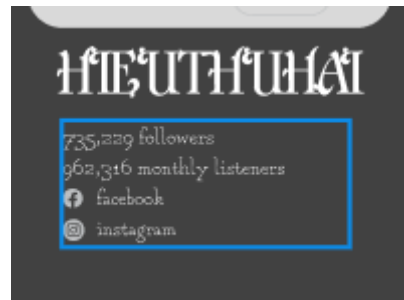 HIEUTHUHAI
735,229 followers
962,316 monthly listeners
facebook
instagram